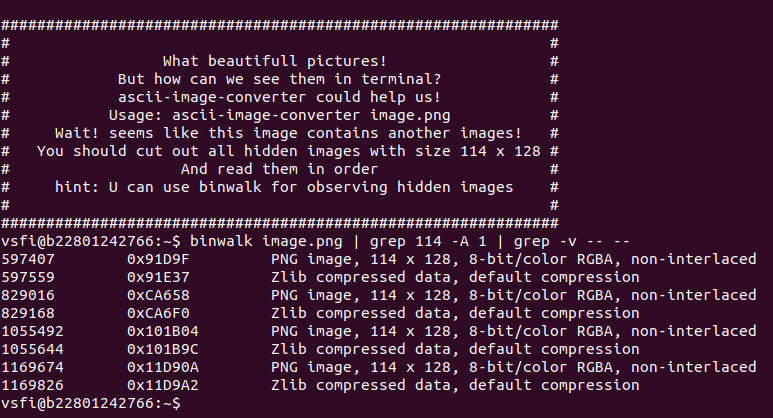 ##############################################################
#                                                            #
#                 What beautifull pictures!                  #
#            But how can we see them in terminal?            #
#            ascii-image-converter could help us!            #
#           Usage: ascii-image-converter image.png           #
#     Wait! seems like this image contains another images!   #
#   You should cut out all hidden images with size 114 x 128 #
#                   And read them in order                   #
#     hint: U can use binwalk for observing hidden images    #
#                                                            #
##############################################################
vsfi@b22801242766:~$ binwalk image.png | grep 114 -A 1 | grep -v -- --
597407        0x91D9F         PNG image, 114 x 128, 8-bit/color RGBA, non-interlaced
597559        0x91E37         Zlib compressed data, default compression
829016        0xCA658         PNG image, 114 x 128, 8-bit/color RGBA, non-interlaced
829168        0xCA6F0         Zlib compressed data, default compression
1055492       0x101B04        PNG image, 114 x 128, 8-bit/color RGBA, non-interlaced
1055644       0x101B9C        Zlib compressed data, default compression
1169674       0x11D90A        PNG image, 114 x 128, 8-bit/color RGBA, non-interlaced
1169826       0x11D9A2        Zlib compressed data, default compression
vsfi@b22801242766:~$